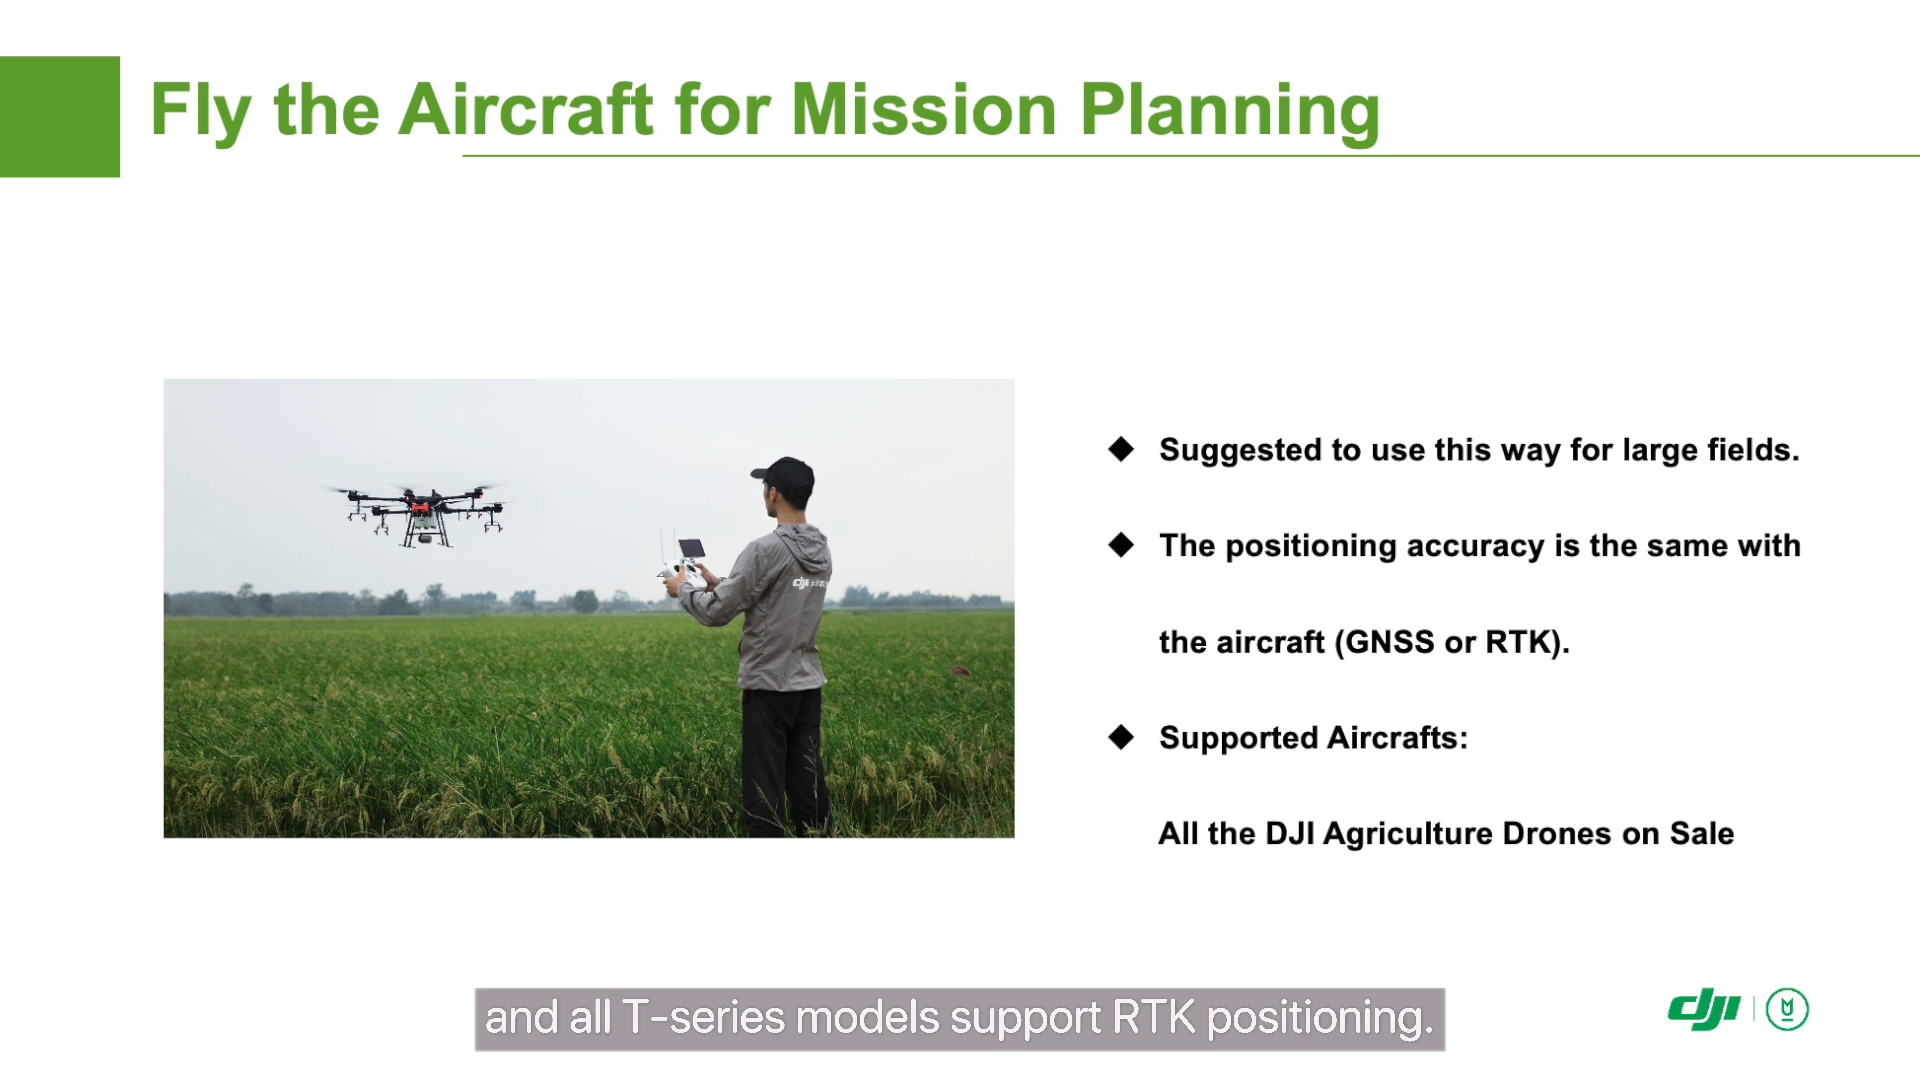 Fly the Aircraft for Mission Planning
◆ Suggested to use this way for large fields.
◆ The positioning accuracy is the same with
the aircraft (GNSS or RTK).
◆ Supported Aircrafts:
All the DJI Agriculture Drones on Sale
dji
and all T-series models support RTK positioning.
dji